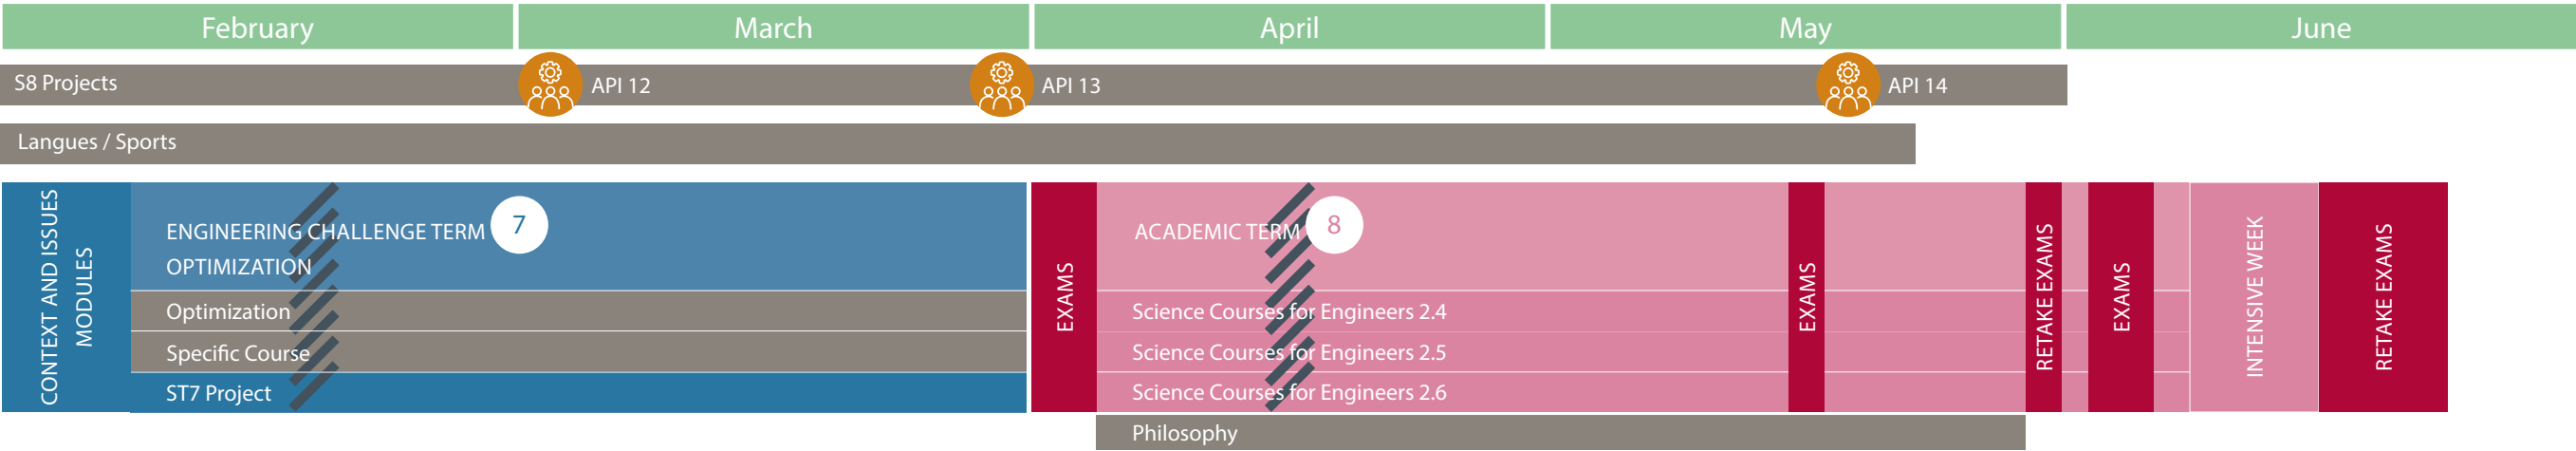 February
March
April
May
June
S8 Projects
API 12
API 13
API 14
Langues / Sports
CONTEXT AND ISSUES
MODULES
ENGINEERING CHALLENGE TERM
7
OPTIMIZATION
Optimization
Specific Course
ST7 Project
EXAMS
ACADEMIC TERM
8
Science Courses for Engineers 2.4
Science Courses for Engineers 2.5
Science Courses for Engineers 2.6
Philosophy
EXAMS
RETAKE EXAMS
EXAMS
INTENSIVE WEEK
RETAKE EXAMS